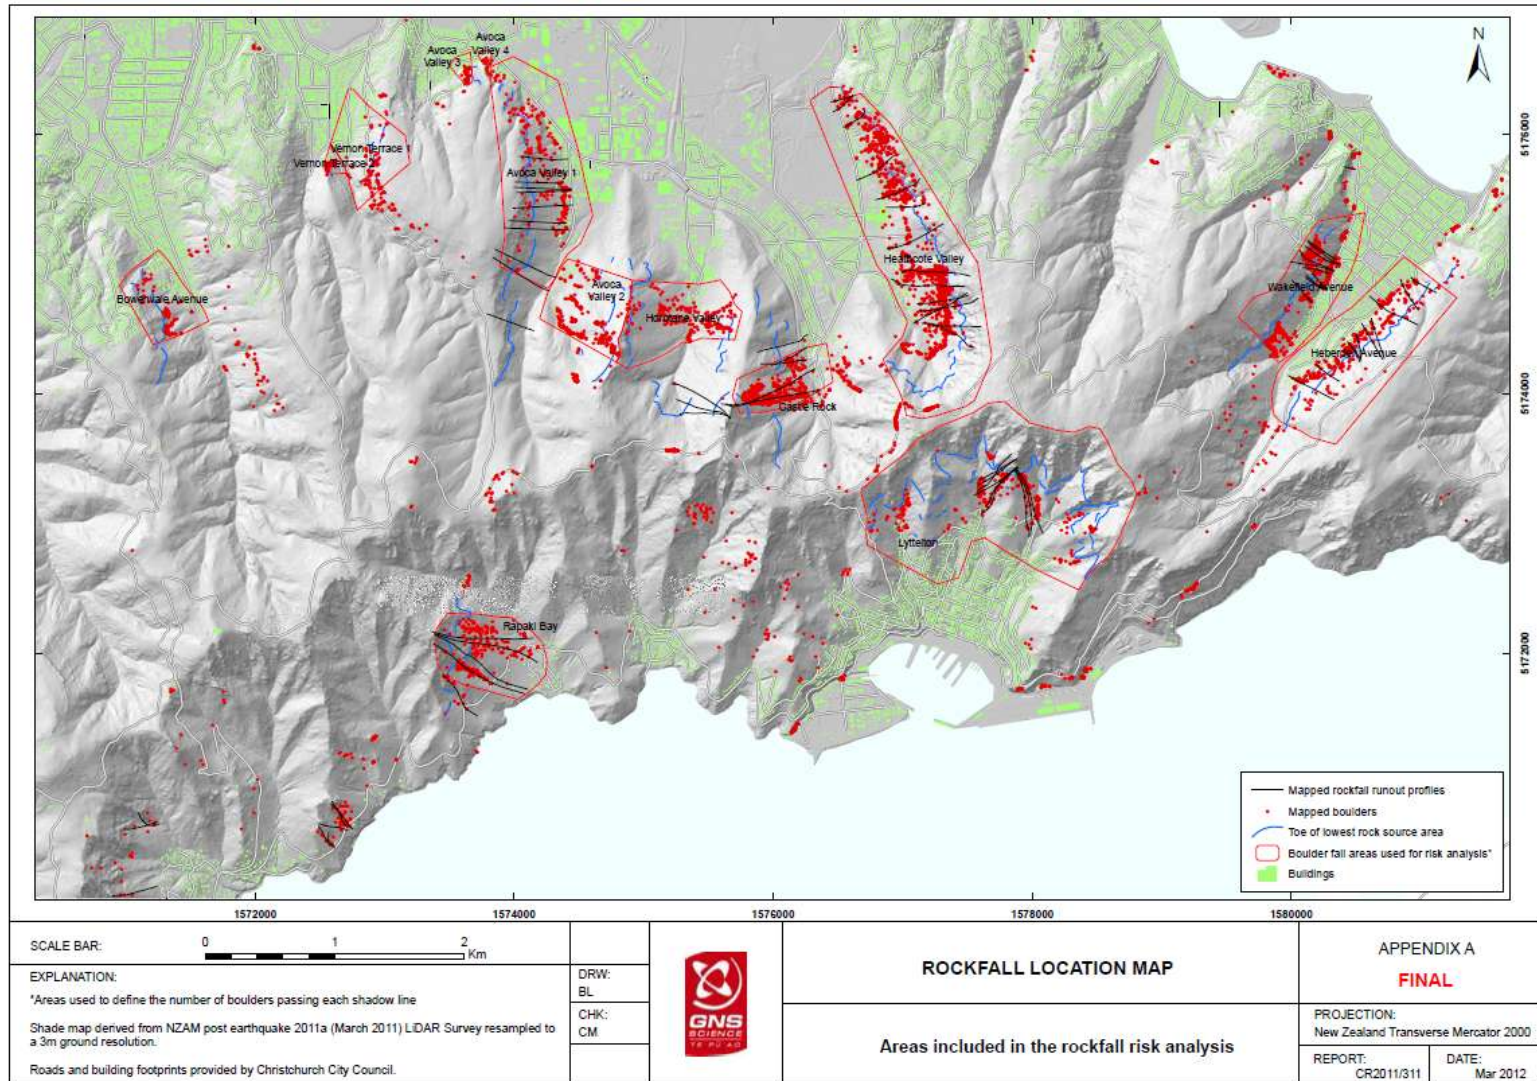 Avoca
Valley 4
Avoca
Valley 3
N
Vernon Terrace 1
Vernon Terrace 2
Avoca Valley 1
5176000
Heathcote Valley
Bowenvale Avenue
Avoca
Valley 2
Horotane Valley
Wakefield Avenue
Heberden Avenue
Castle Rock
5174000
Lyttelton
Rapaki Bay
5172000
Mapped rockfall runout profiles
Mapped boulders
Toe of lowest rock source area
Boulder fall areas used for risk analysis*
Buildings
1572000 1574000 1576000 1578000 1580000
SCALE BAR: 0 1 2 Km
EXPLANATION:
*Areas used to define the number of boulders passing each shadow line
Shade map derived from NZAM post earthquake 2011a (March 2011) LiDAR Survey resampled to
a 3m ground resolution.
Roads and building footprints provided by Christchurch City Council.
DRW:
BL
CHK:
CM
GNS
SCIENCE
TE PŪ AO
ROCKFALL LOCATION MAP
Areas included in the rockfall risk analysis
APPENDIX A
FINAL
PROJECTION:
New Zealand Transverse Mercator 2000
REPORT:
CR2011/311
DATE:
Mar 2012